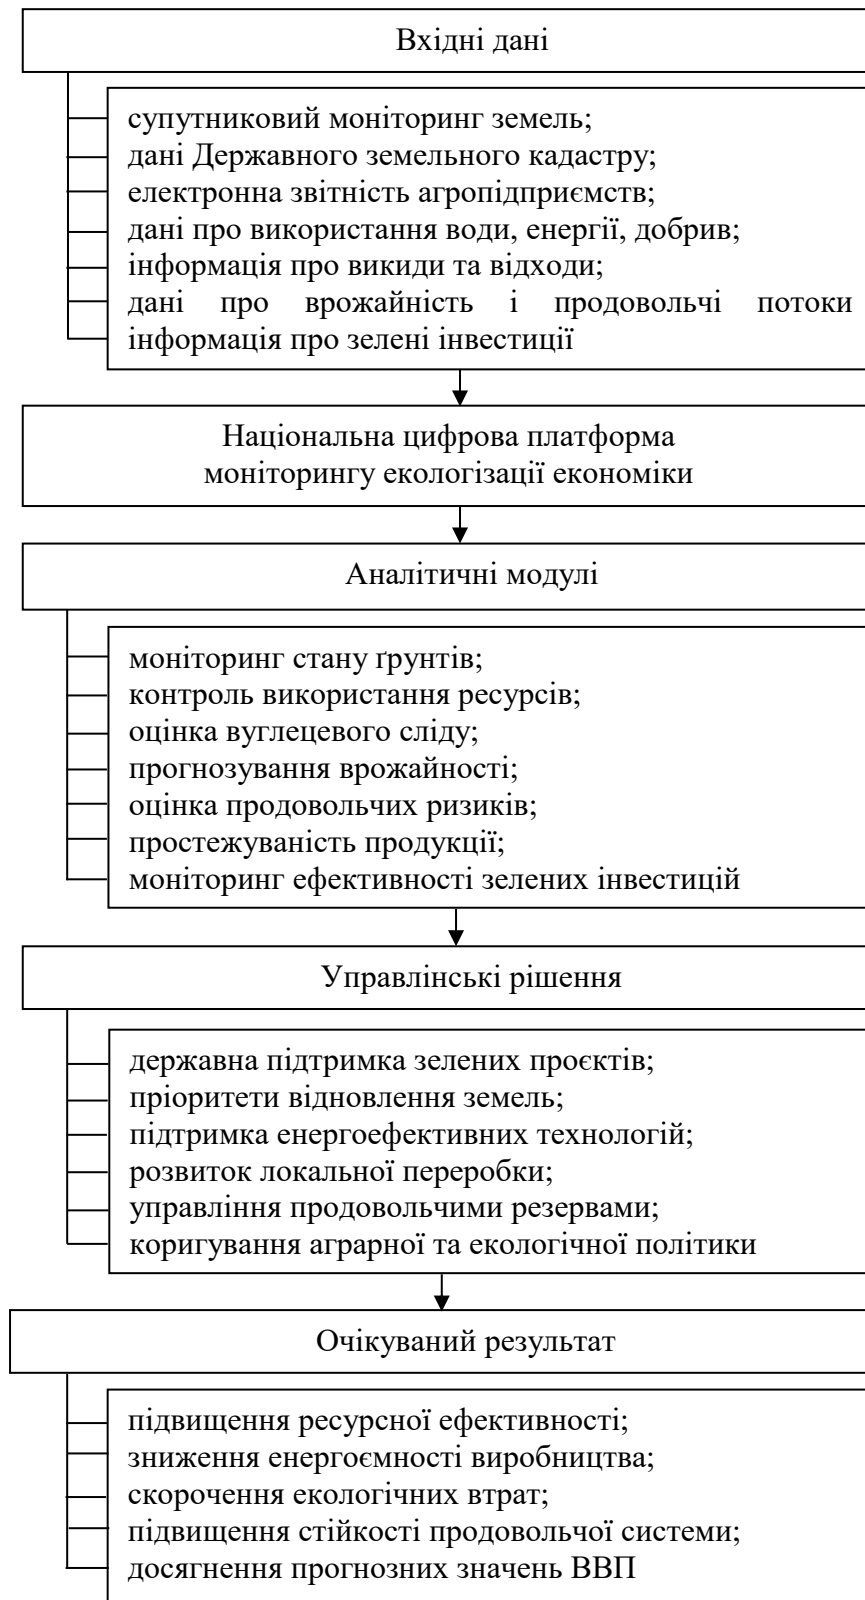 Вхідні дані
супутниковий моніторинг земель;
дані Державного земельного кадастру;
електронна звітність агропідприємств;
дані про використання води, енергії, добрив;
інформація про викиди та відходи;
дані про врожайність і продовольчі потоки
інформація про зелені інвестиції
Національна цифрова платформа
моніторингу екологізації економіки
Аналітичні модулі
моніторинг стану ґрунтів;
контроль використання ресурсів;
оцінка вуглецевого сліду;
прогнозування врожайності;
оцінка продовольчих ризиків;
простежуваність продукції;
моніторинг ефективності зелених інвестицій
Управлінські рішення
державна підтримка зелених проєктів;
пріоритети відновлення земель;
підтримка енергоефективних технологій;
розвиток локальної переробки;
управління продовольчими резервами;
коригування аграрної та екологічної політики
Очікуваний результат
підвищення ресурсної ефективності;
зниження енергоємності виробництва;
скорочення екологічних втрат;
підвищення стійкості продовольчої системи;
досягнення прогнозних значень ВВП